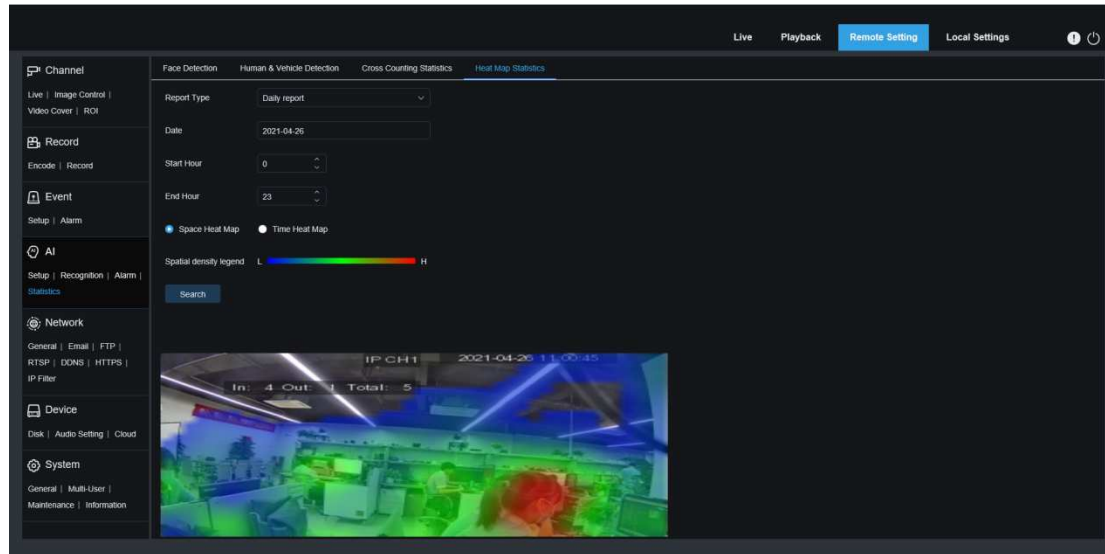 Live Playback Remote Setting Local Settings
Channel
Live | Image Control |
Video Cover | ROI
Record
Encode | Record
Event
Setup | Alarm
AI
Setup | Recognition | Alarm |
Statistics
Network
General | Email | FTP |
RTSP | DDNS | HTTPS |
IP Filter
Device
Disk | Audio Setting | Cloud
System
General | Multi-User |
Maintenance | Information
Face Detection Human & Vehicle Detection Cross Counting Statistics Heat Map Statistics
Report Type Daily report
Date 2021-04-26
Start Hour 0
End Hour 23
Space Heat Map Time Heat Map
Spatial density legend L H
Search
IP CH1 2021-04-26 11:00:45
In: 4 Out: 1 Total: 5